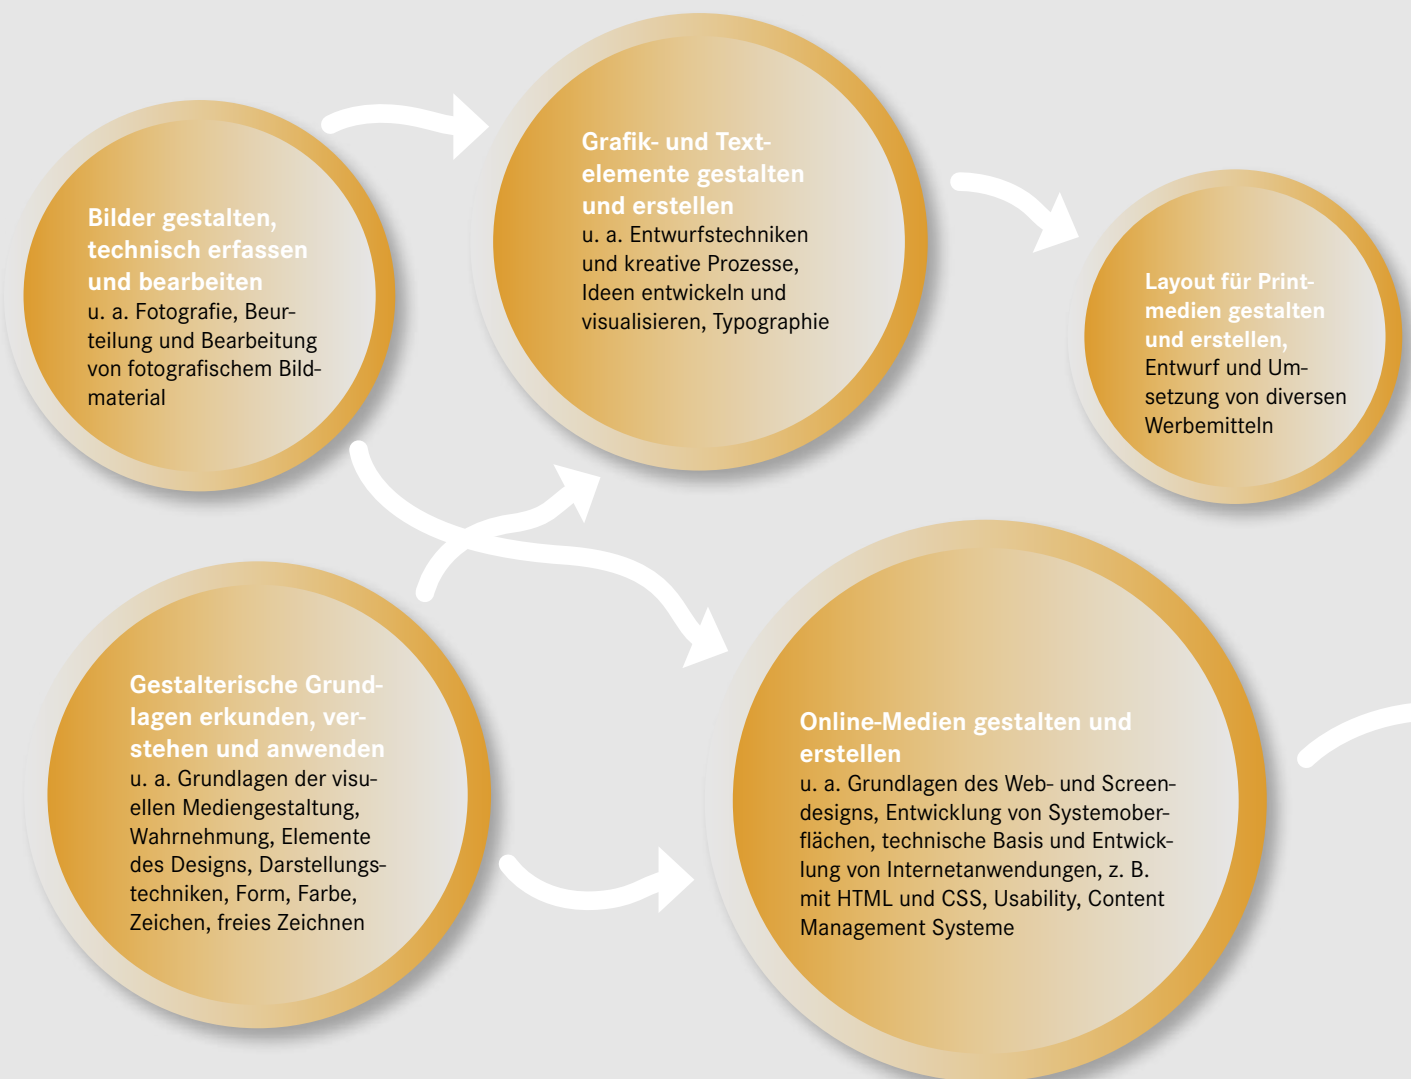 Bilder gestalten,
technisch erfassen
und bearbeiten
u. a. Fotografie, Beur-
teilung und Bearbeitung
von fotografischem Bild-
material
Grafik- und Text-
elemente gestalten
und erstellen
u. a. Entwurfstechniken
und kreative Prozesse,
Ideen entwickeln und
visualisieren, Typographie
Layout für Print-
medien gestalten
und erstellen,
Entwurf und Um-
setzung von diversen
Werbemitteln
Gestalterische Grund-
lagen erkunden, ver-
stehen und anwenden
u. a. Grundlagen der visu-
ellen Mediengestaltung,
Wahrnehmung, Elemente
des Designs, Darstellungs-
techniken, Form, Farbe,
Zeichen, freies Zeichnen
Online-Medien gestalten und
erstellen
u. a. Grundlagen des Web- und Screen-
designs, Entwicklung von Systemober-
flächen, technische Basis und Entwick-
lung von Internetanwendungen, z. B.
mit HTML und CSS, Usability, Content
Management Systeme